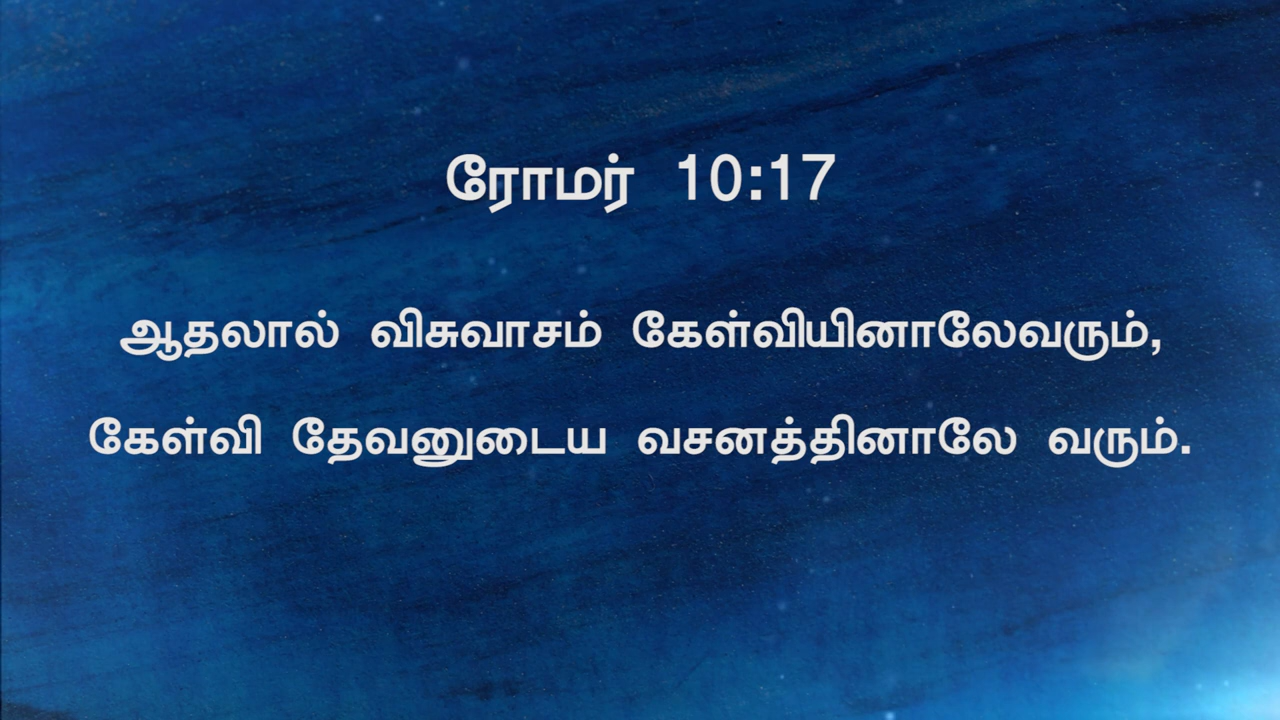 ரோமர் 10:17
ஆதலால் விசுவாசம் கேள்வியினாலேவரும்,
கேள்வி தேவனுடைய வசனத்தினாலே வரும்.